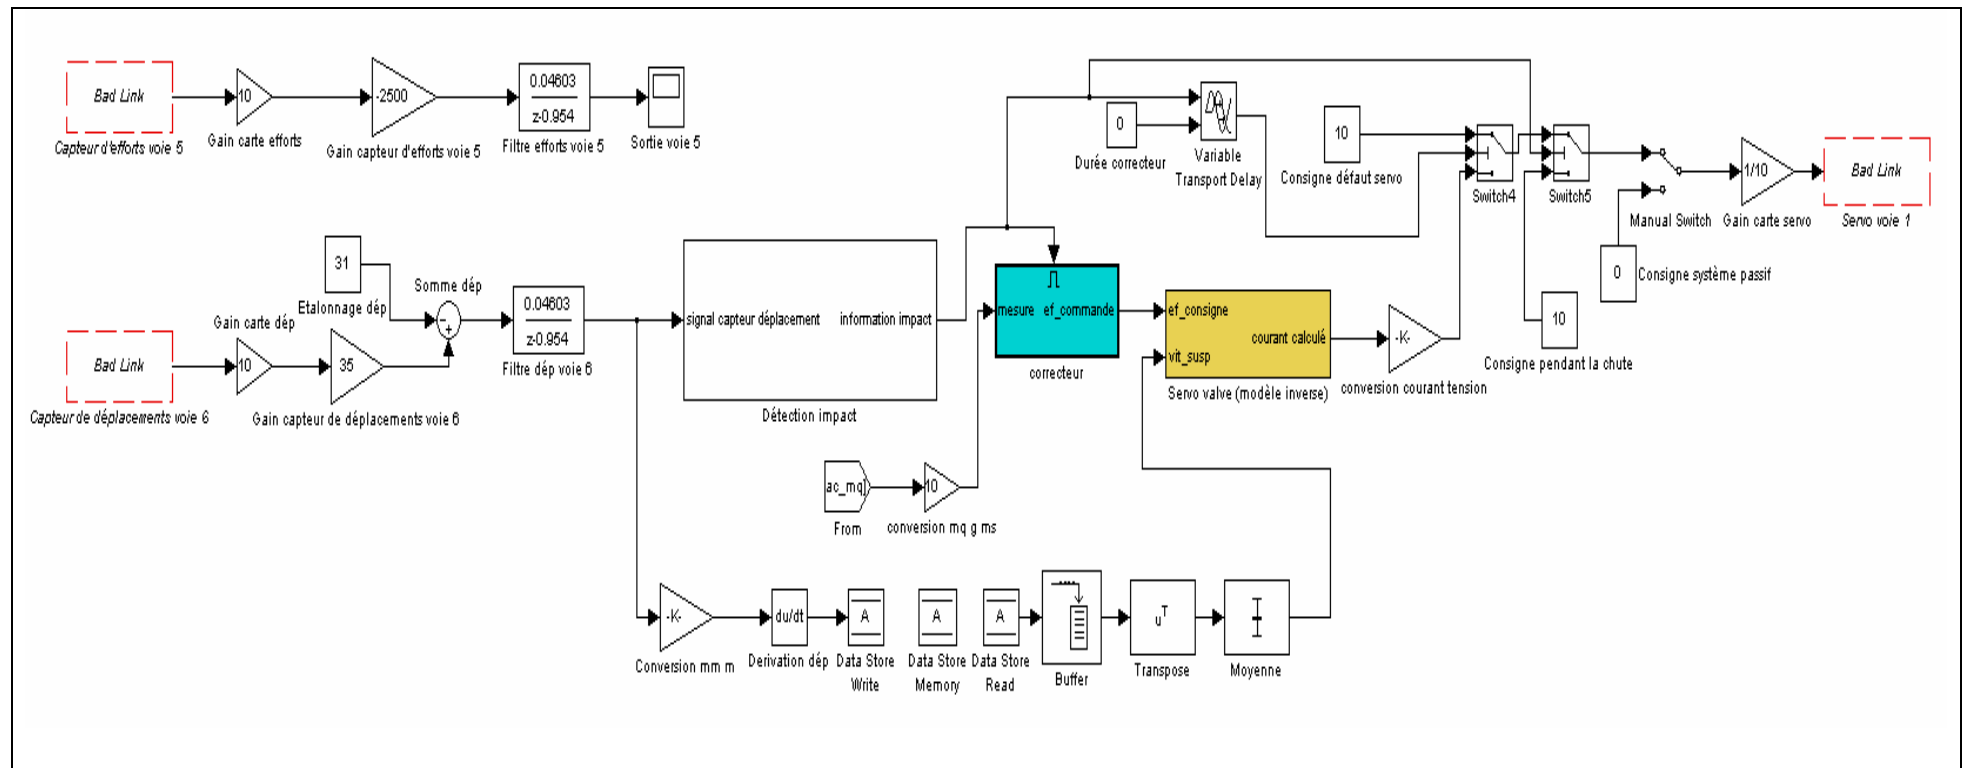 Bad Link
Capteur d'efforts voie 5
10
Gain carte efforts
-2500
Gain capteur d'efforts voie 5
0.04603
z-0.954
Filtre efforts voie 5
Sortie voie 5
0
Durée correcteur
Variable
Transport Delay
10
Consigne défaut servo
Switch4
Switch5
Manual Switch
1/10
Gain carte servo
Bad Link
Servo voie 1
0
Consigne système passif
10
Consigne pendant la chute
31
Etalonnage dép
Somme dép
-
+
Bad Link
Capteur de déplacements voie 6
Gain carte dép
10
35
Gain capteur de déplacements voie 6
0.04603
z-0.954
Filtre dép voie 6
signal capteur déplacement
information impact
Détection impact
mesure
ef_commande
correcteur
ef_consigne
vit_susp
courant calculé
Servo valve (modèle inverse)
-K-
conversion courant tension
ac_mq]
From
10
conversion mq g ms
-K-
Conversion mm m
du/dt
Derivation dép
A
Data Store
Write
A
Data Store
Memory
A
Data Store
Read
Buffer
u^T
Transpose
Moyenne